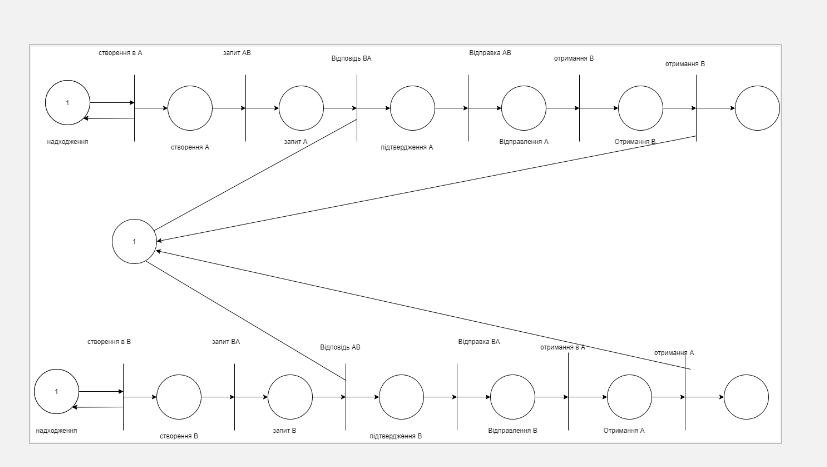 створення в А
запит АВ
Відповідь ВА
Відправка АВ
отримання В
отримання В
1
надходження
створення А
запит А
підтвердження А
Відправлення А
Отримання В
1
створення в В
запит ВА
Відповідь АВ
Відправка ВА
отримання в А
отримання А
1
надходження
створення В
запит В
підтвердження В
Відправлення В
Отримання А